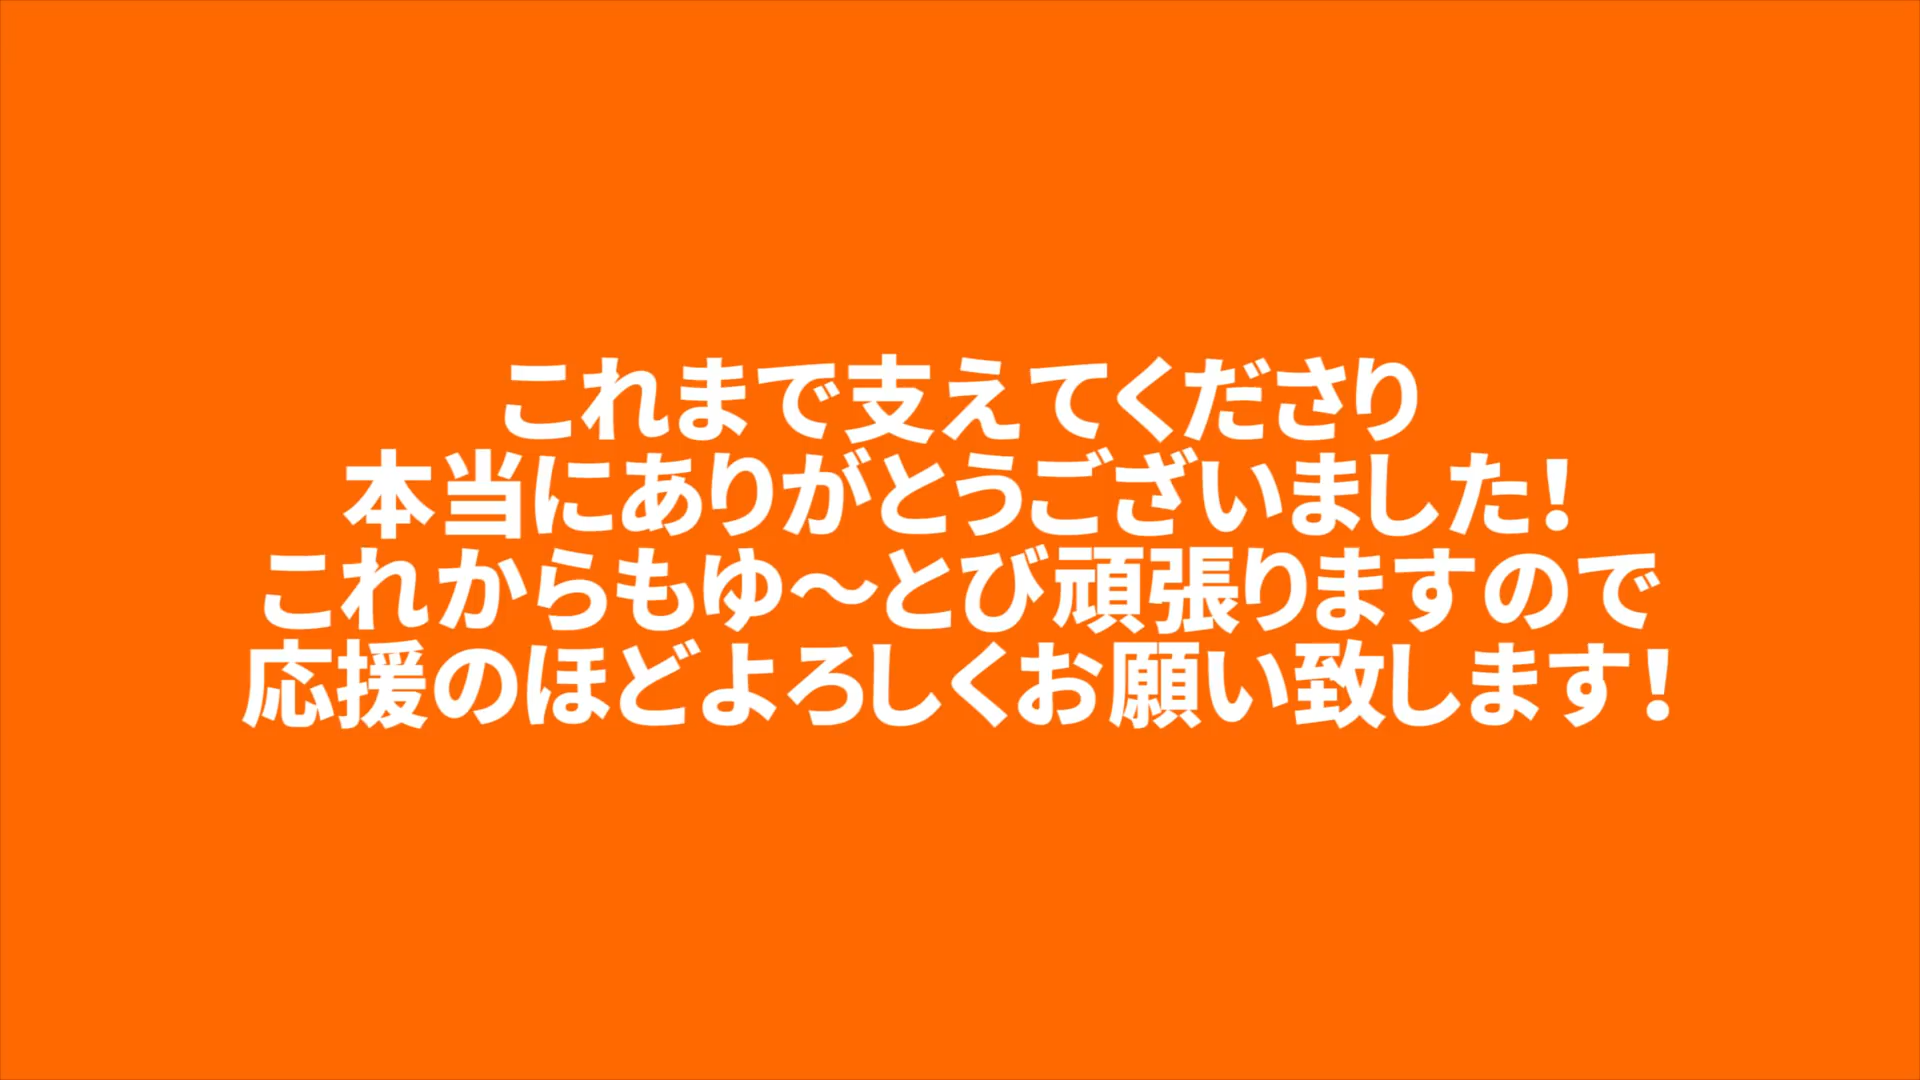 これまで支えてくださり
本当にありがとうございました！
これからもゆ〜とび頑張りますので
応援のほどよろしくお願い致します！